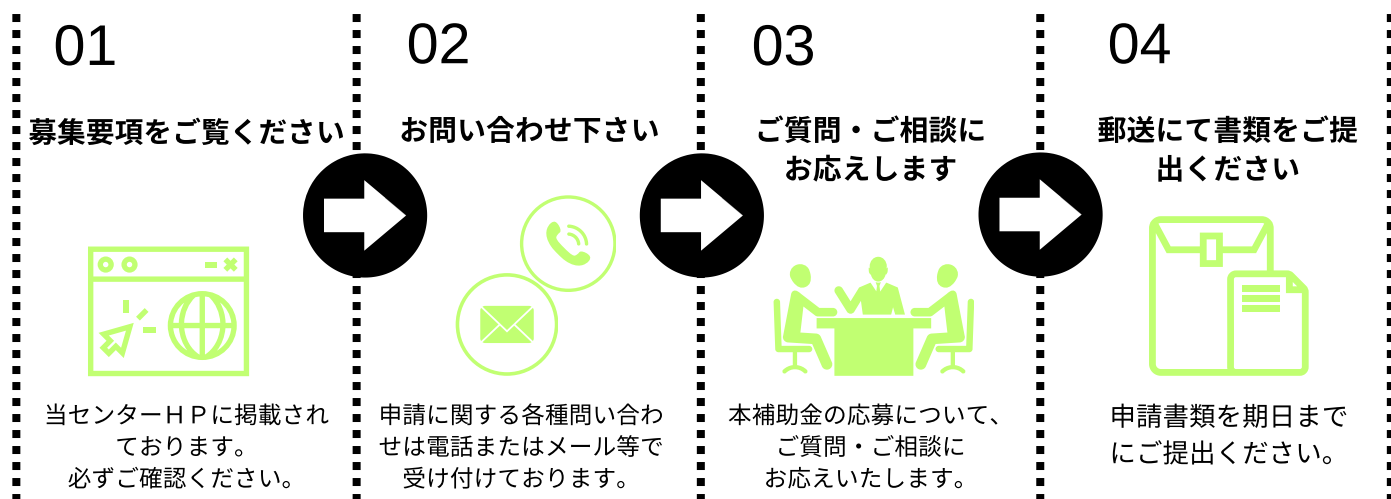 01
募集要項をご覧ください
当センターＨＰに掲載され
ております。
必ずご確認ください。
02
お問い合わせ下さい
申請に関する各種問い合わ
せは電話またはメール等で
受け付けております。
03
ご質問・ご相談に
お応えします
本補助金の応募について、
ご質問・ご相談に
お応えいたします。
04
郵送にて書類をご提
出ください
申請書類を期日まで
にご提出ください。